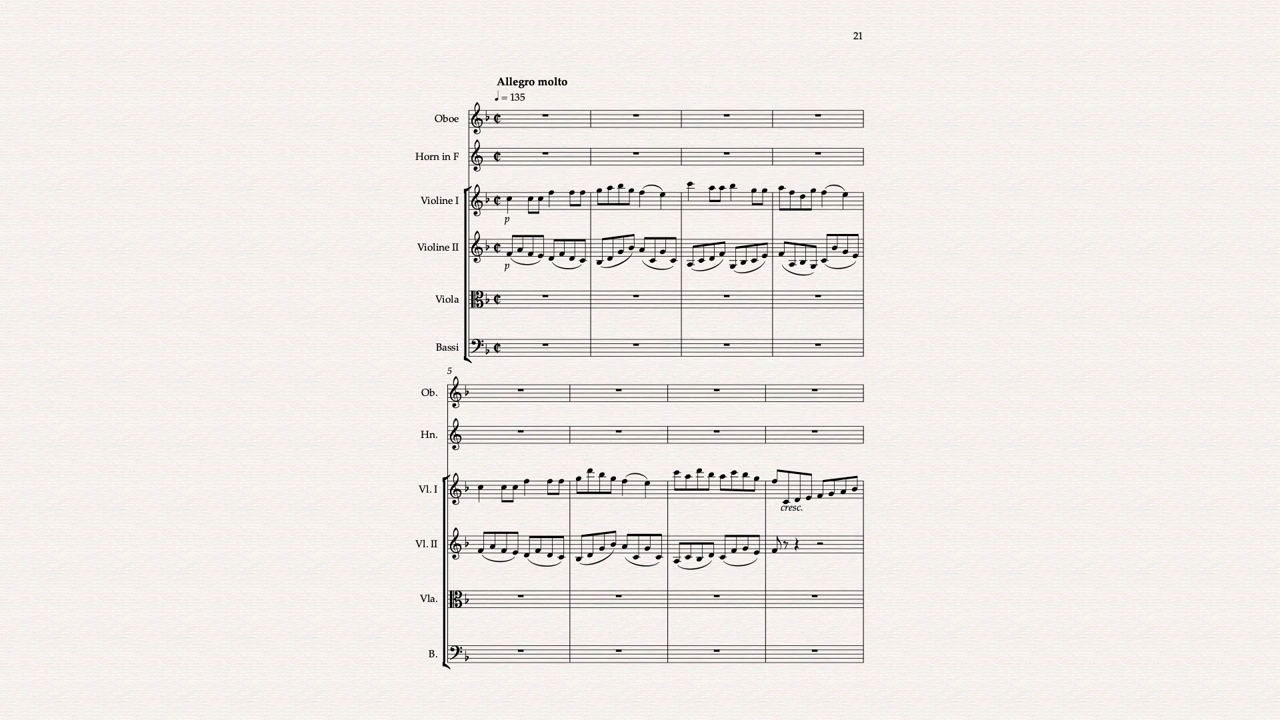 21
Allegro molto
♩ = 135
Oboe
Horn in F
Violine I
p
Violine II
p
Viola
Bassi
5
Ob.
Hn.
Vl. I
cresc.
Vl. II
Vla.
B.